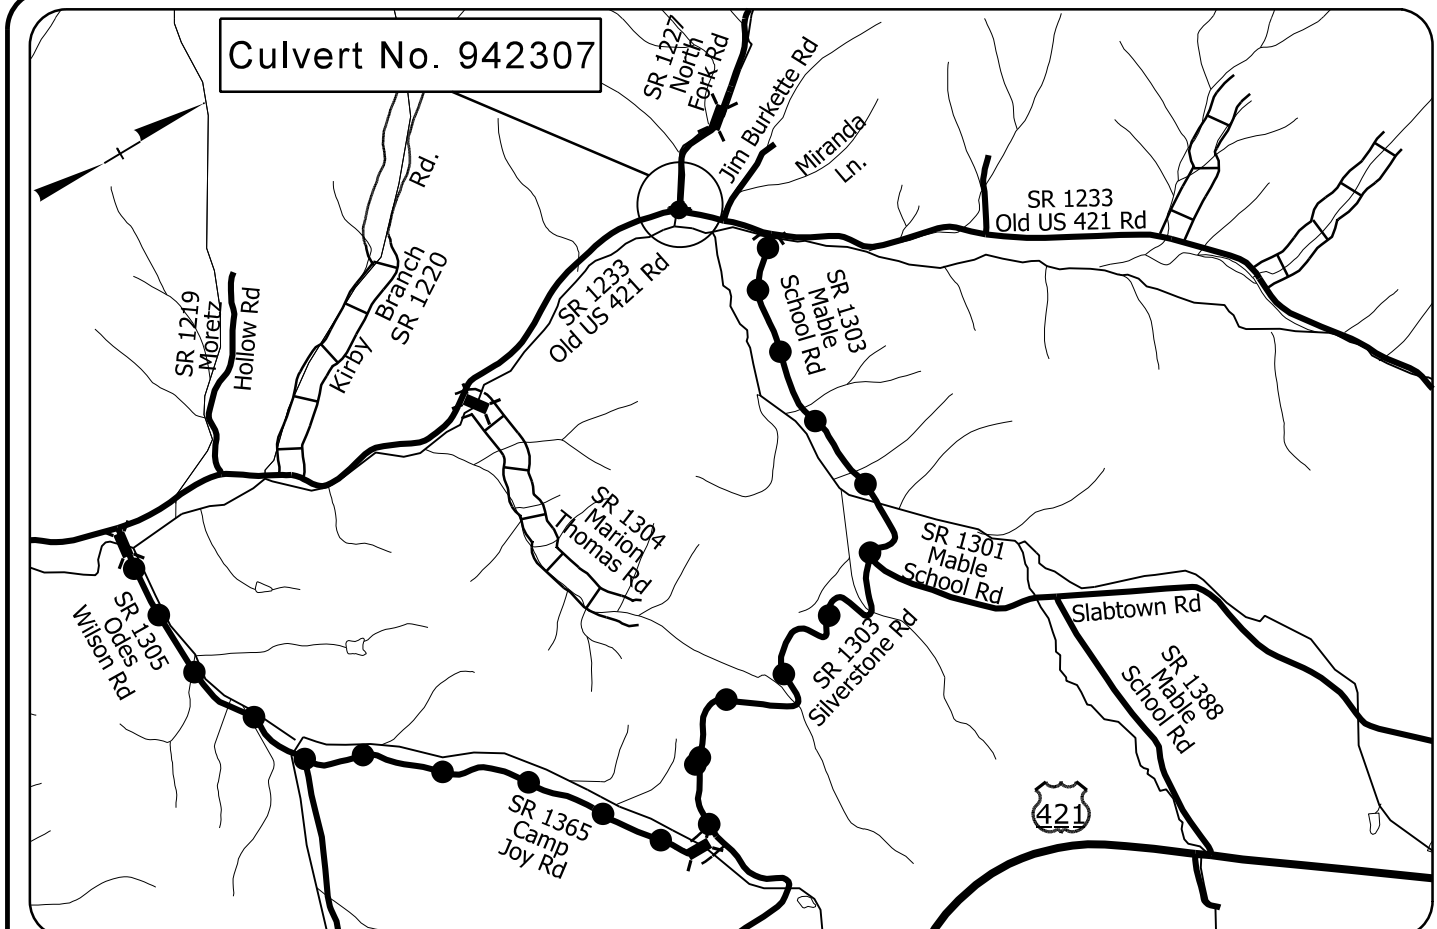 Culvert No. 942307
SR 1227
North
Fork Rd
Jim Burkette Rd
Miranda
Ln.
SR 1233
Old US 421 Rd
Rd.
Branch
SR 1220
Kirby
SR 1219
Moretz
Hollow Rd
SR 1233
Old US 421 Rd
SR 1303
Mable
School Rd
SR 1304
Marion
Thomas Rd
SR 1301
Mable
School Rd
Slabtown Rd
SR 1305
Odes
Wilson Rd
SR 1303
Silverstone Rd
SR 1388
Mable
School Rd
SR 1365
Camp
Joy Rd
421